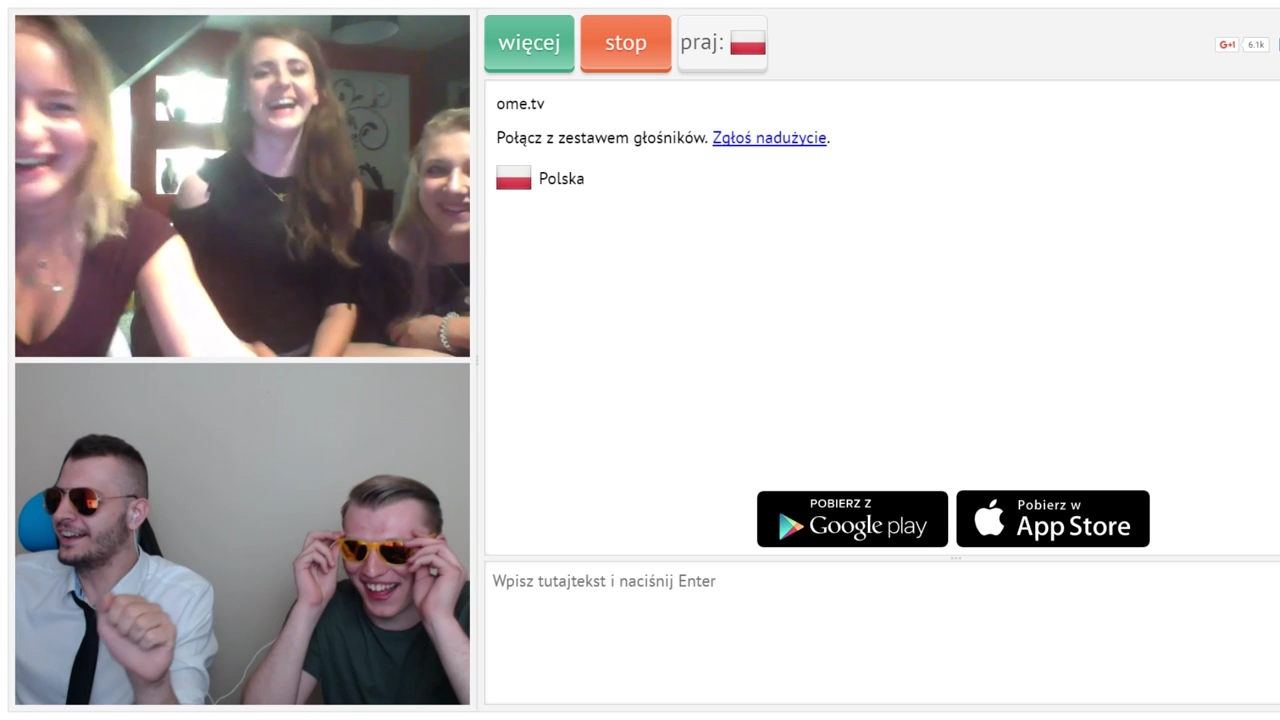 więcej
stop
praj:
G+1
6.1k
ome.tv
Połącz z zestawem głośników. Zgłoś nadużycie.
Polska
POBIERZ Z
Google play
Pobierz w
App Store
Wpisz tutajtekst i naciśnij Enter